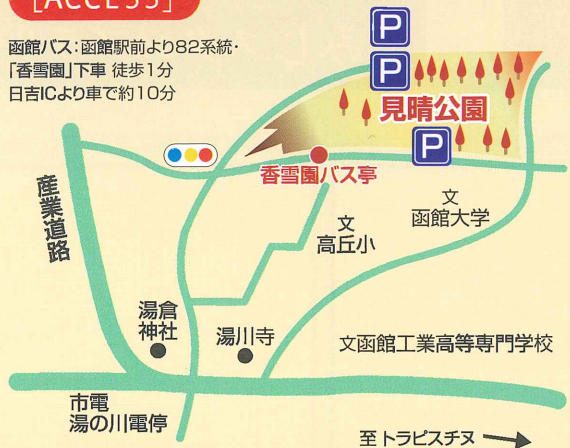 [ACCESS]
函館バス：函館駅前より82系統・
「香雪園」下車 徒歩1分
日吉ICより車で約10分
P
P
見晴公園
P
香雪園バス亭
産業道路
文
函館大学
文
高丘小
湯倉
神社
湯川寺
文函館工業高等専門学校
市電
湯の川電停
至 トラピスチヌ